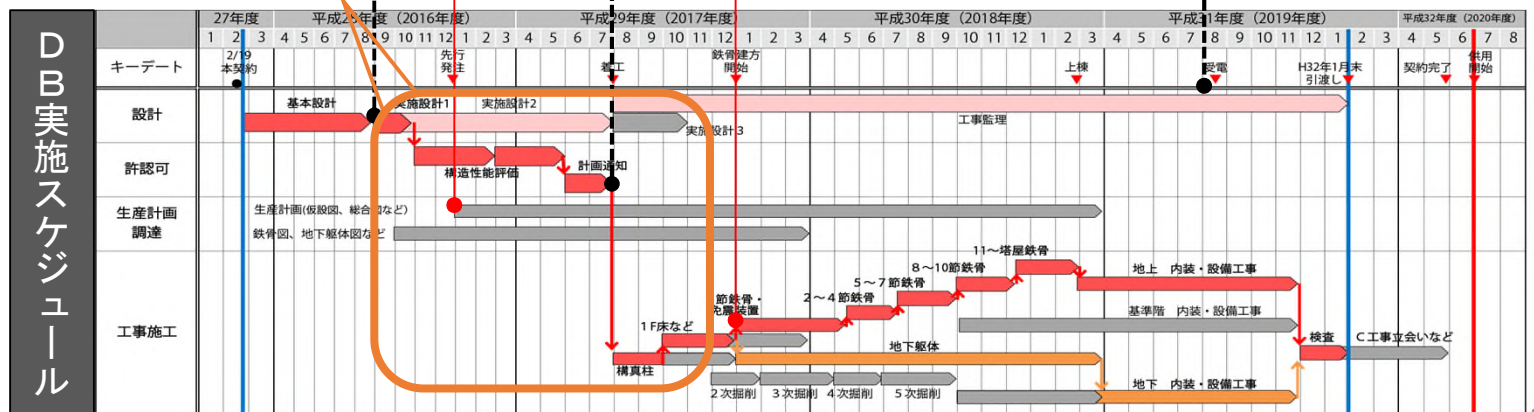 DB実施スケジュール
27年度 平成28年度（2016年度） 平成29年度（2017年度） 平成30年度（2018年度） 平成31年度（2019年度） 平成32年度（2020年度）
1 2 3 4 5 6 7 8 9 10 11 12 1 2 3 4 5 6 7 8 9 10 11 12 1 2 3 4 5 6 7 8 9 10 11 12 1 2 3 4 5 6 7 8 9 10 11 12 1 2 3 4 5 6 7 8
キーデート
2/19
本契約
先行
発注
着工
鉄骨建方
開始
上棟
受電
H32年1月末
引渡し
契約完了
供用
開始
設計
基本設計
実施設計1
実施設計2
実施設計3
工事監理
許認可
構造性能評価
計画通知
生産計画
調達
生産計画(仮設図、総合図など)
鉄骨図、地下躯体図など
工事施工
11～塔屋鉄骨
8～10節鉄骨
地上 内装・設備工事
5～7節鉄骨
2～4節鉄骨
節鉄骨・
免震装置
基準階 内装・設備工事
1F床など
検査
C工事立会いなど
地下躯体
構真柱
地下 内装・設備工事
2次掘削
3次掘削
4次掘削
5次掘削